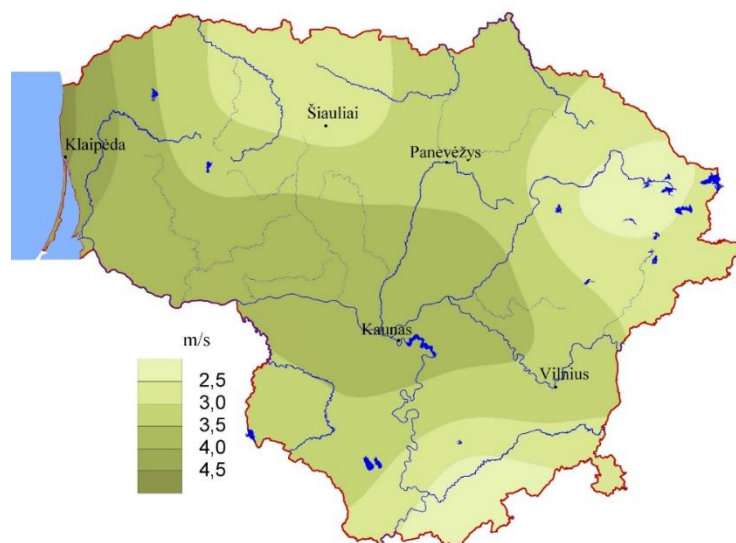 Šiauliai
Klaipėda
Panevėžys
Kaunas
Vilnius
m/s
2,5
3,0
3,5
4,0
4,5